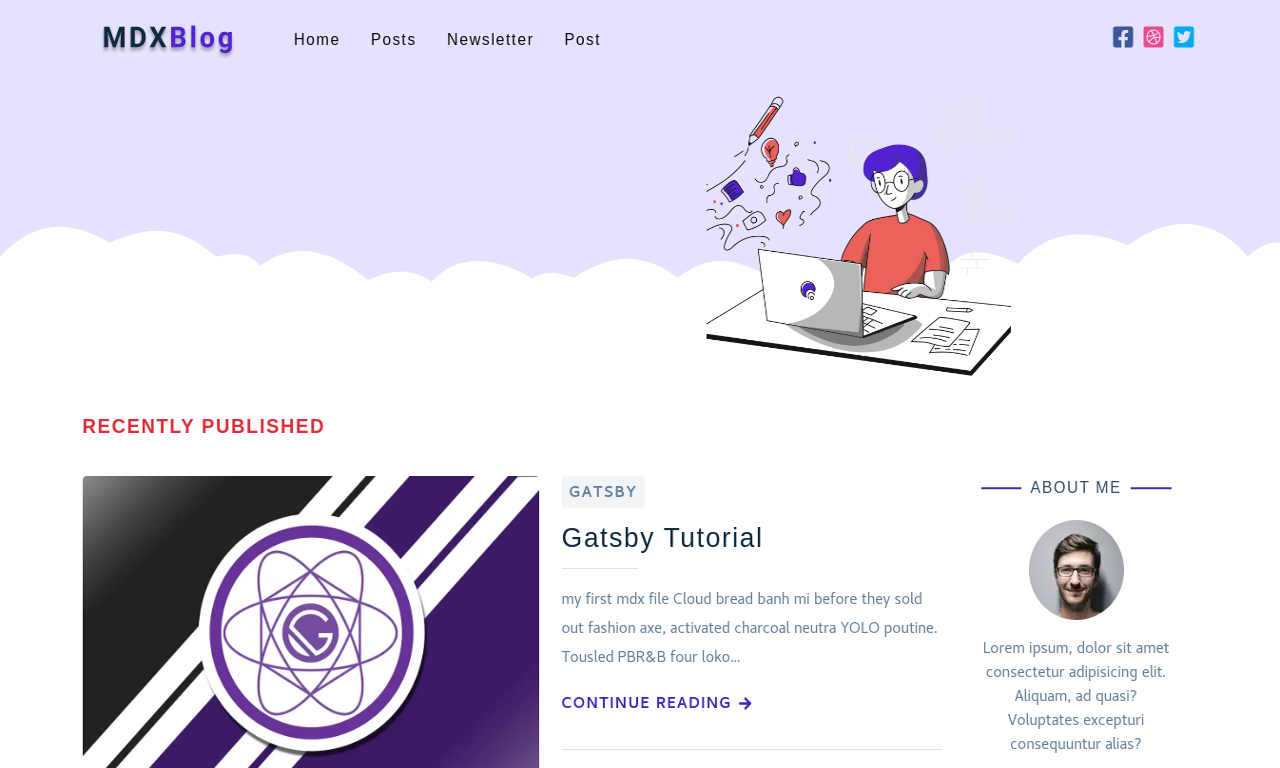 MDXBlog
Home Posts Newsletter Post
RECENTLY PUBLISHED
GATSBY
Gatsby Tutorial
my first mdx file Cloud bread banh mi before they sold
out fashion axe, activated charcoal neutra YOLO poutine.
Tousled PBR&B four loko...
CONTINUE READING
ABOUT ME
Lorem ipsum, dolor sit amet
consectetur adipisicing elit.
Aliquam, ad quasi?
Voluptates excepturi
consequuntur alias?